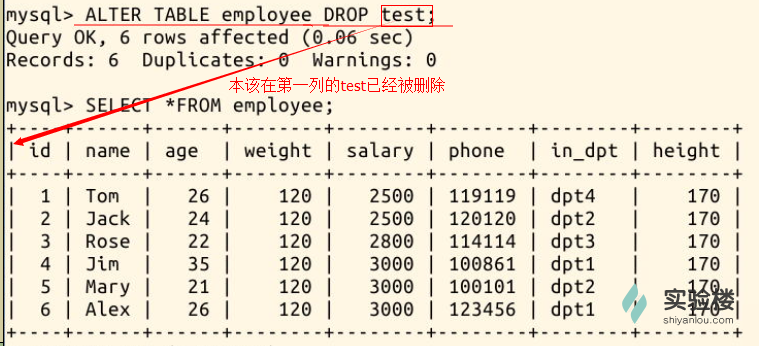 mysql> ALTER TABLE employee DROP test;
Query OK, 6 rows affected (0.06 sec)
Records: 6  Duplicates: 0  Warnings: 0
本该在第一列的test已经被删除
mysql> SELECT *FROM employee;
+----+------+------+--------+--------+--------+--------+--------+
| id | name | age  | weight | salary | phone  | in_dpt | height |
+----+------+------+--------+--------+--------+--------+--------+
|  1 | Tom  |   26 |    120 |   2500 | 119119 | dpt4   |    170 |
|  2 | Jack |   24 |    120 |   2500 | 120120 | dpt2   |    170 |
|  3 | Rose |   22 |    120 |   2800 | 114114 | dpt3   |    170 |
|  4 | Jim  |   35 |    120 |   3000 | 100861 | dpt1   |    170 |
|  5 | Mary |   21 |    120 |   3000 | 100101 | dpt2   |    170 |
|  6 | Alex |   26 |    120 |   3000 | 123456 | dpt1   |    170 |
+----+------+------+--------+--------+--------+--------+--------+
实验楼
shiyanlou.com